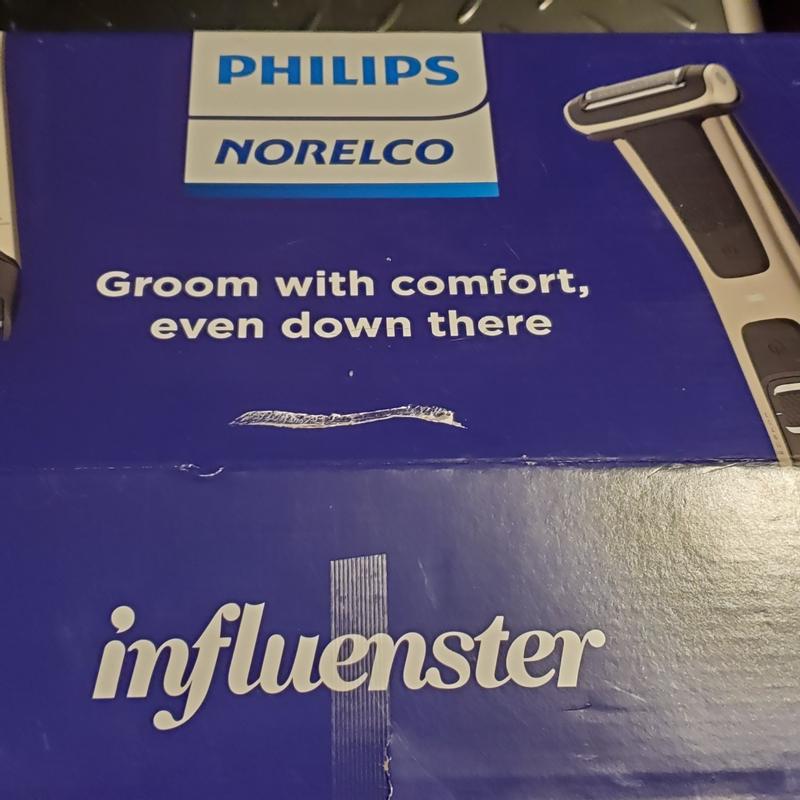 PHILIPS
NORELCO
Groom with comfort,
even down there
influenster